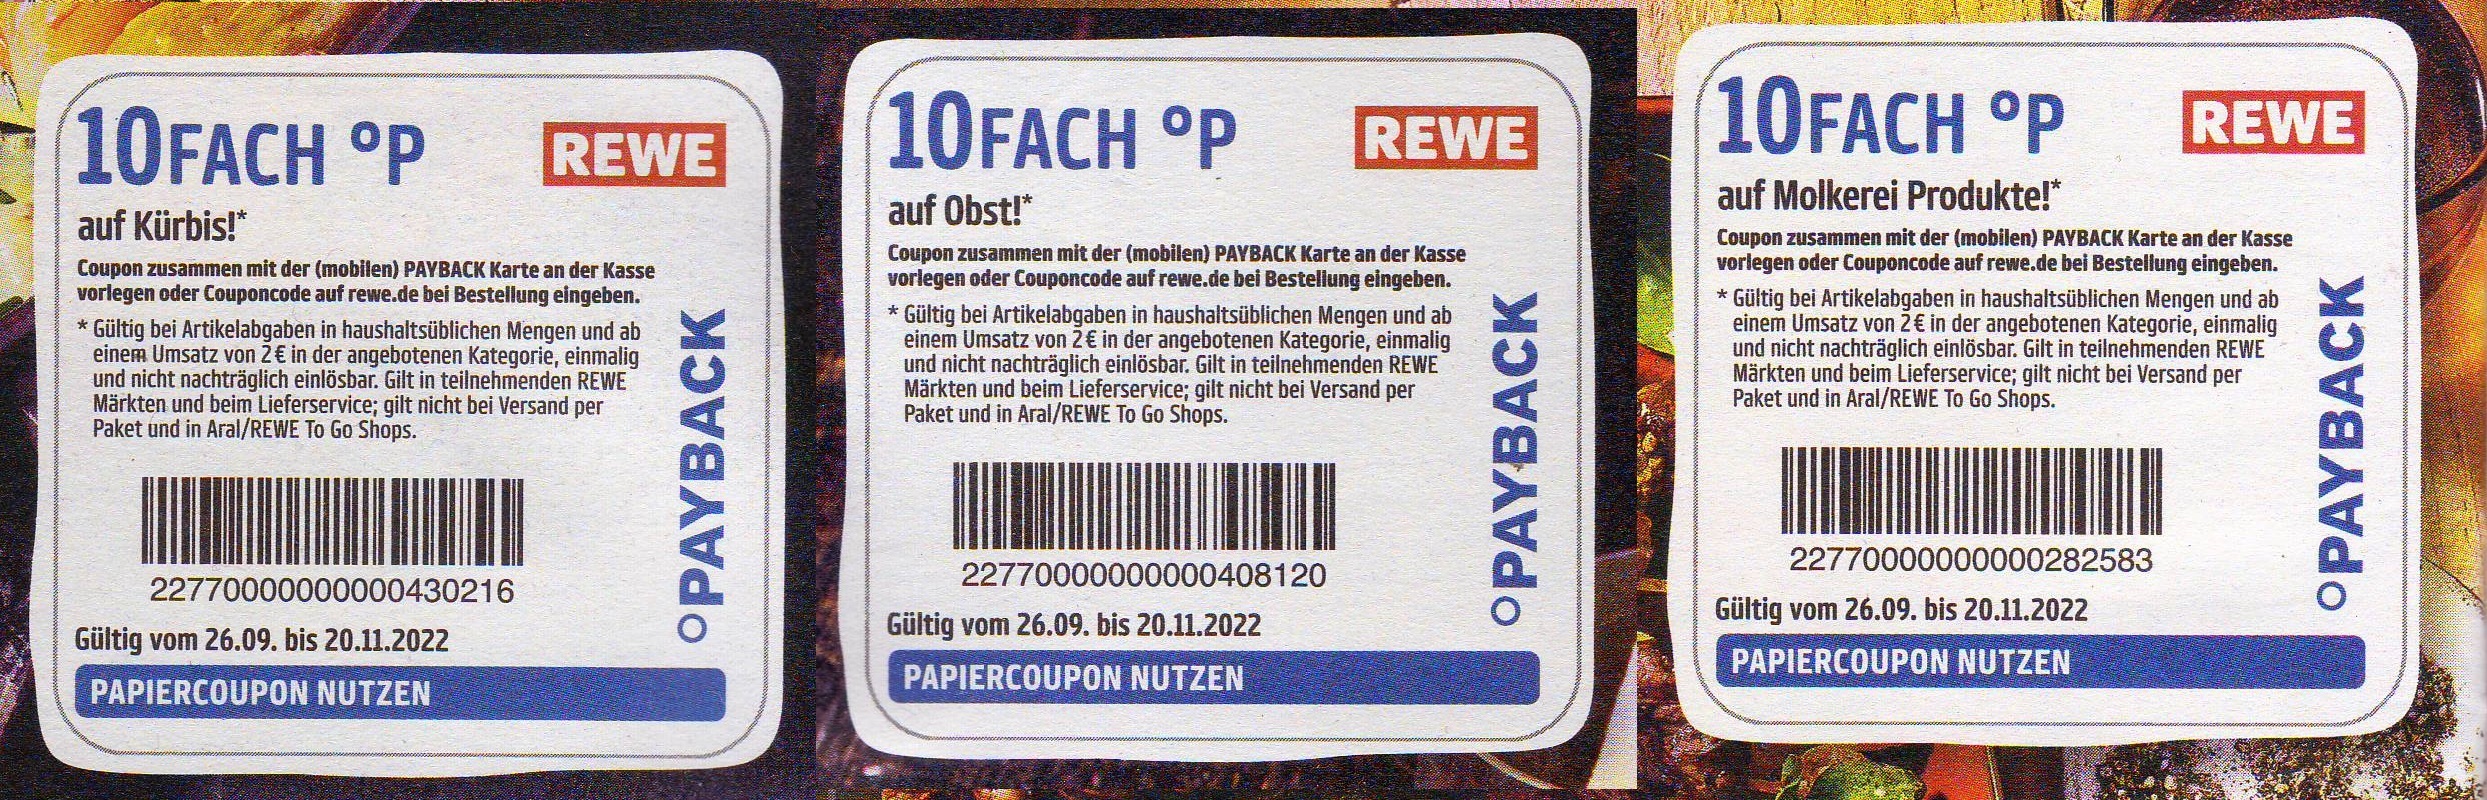 10FACH °P
REWE
auf Kürbis!*
Coupon zusammen mit der (mobilen) PAYBACK Karte an der Kasse
vorlegen oder Couponcode auf rewe.de bei Bestellung eingeben.
* Gültig bei Artikelabgaben in haushaltsüblichen Mengen und ab
einem Umsatz von 2 € in der angebotenen Kategorie, einmalig
und nicht nachträglich einlösbar. Gilt in teilnehmenden REWE
Märkten und beim Lieferservice; gilt nicht bei Versand per
Paket und in Aral/REWE To Go Shops.
PAYBACK
22770000000000430216
Gültig vom 26.09. bis 20.11.2022
PAPIERCOUPON NUTZEN
10FACH °P
REWE
auf Obst!*
Coupon zusammen mit der (mobilen) PAYBACK Karte an der Kasse
vorlegen oder Couponcode auf rewe.de bei Bestellung eingeben.
* Gültig bei Artikelabgaben in haushaltsüblichen Mengen und ab
einem Umsatz von 2 € in der angebotenen Kategorie, einmalig
und nicht nachträglich einlösbar. Gilt in teilnehmenden REWE
Märkten und beim Lieferservice; gilt nicht bei Versand per
Paket und in Aral/REWE To Go Shops.
PAYBACK
22770000000000408120
Gültig vom 26.09. bis 20.11.2022
PAPIERCOUPON NUTZEN
10FACH °P
REWE
auf Molkerei Produkte!*
Coupon zusammen mit der (mobilen) PAYBACK Karte an der Kasse
vorlegen oder Couponcode auf rewe.de bei Bestellung eingeben.
* Gültig bei Artikelabgaben in haushaltsüblichen Mengen und ab
einem Umsatz von 2 € in der angebotenen Kategorie, einmalig
und nicht nachträglich einlösbar. Gilt in teilnehmenden REWE
Märkten und beim Lieferservice; gilt nicht bei Versand per
Paket und in Aral/REWE To Go Shops.
PAYBACK
22770000000000282583
Gültig vom 26.09. bis 20.11.2022
PAPIERCOUPON NUTZEN